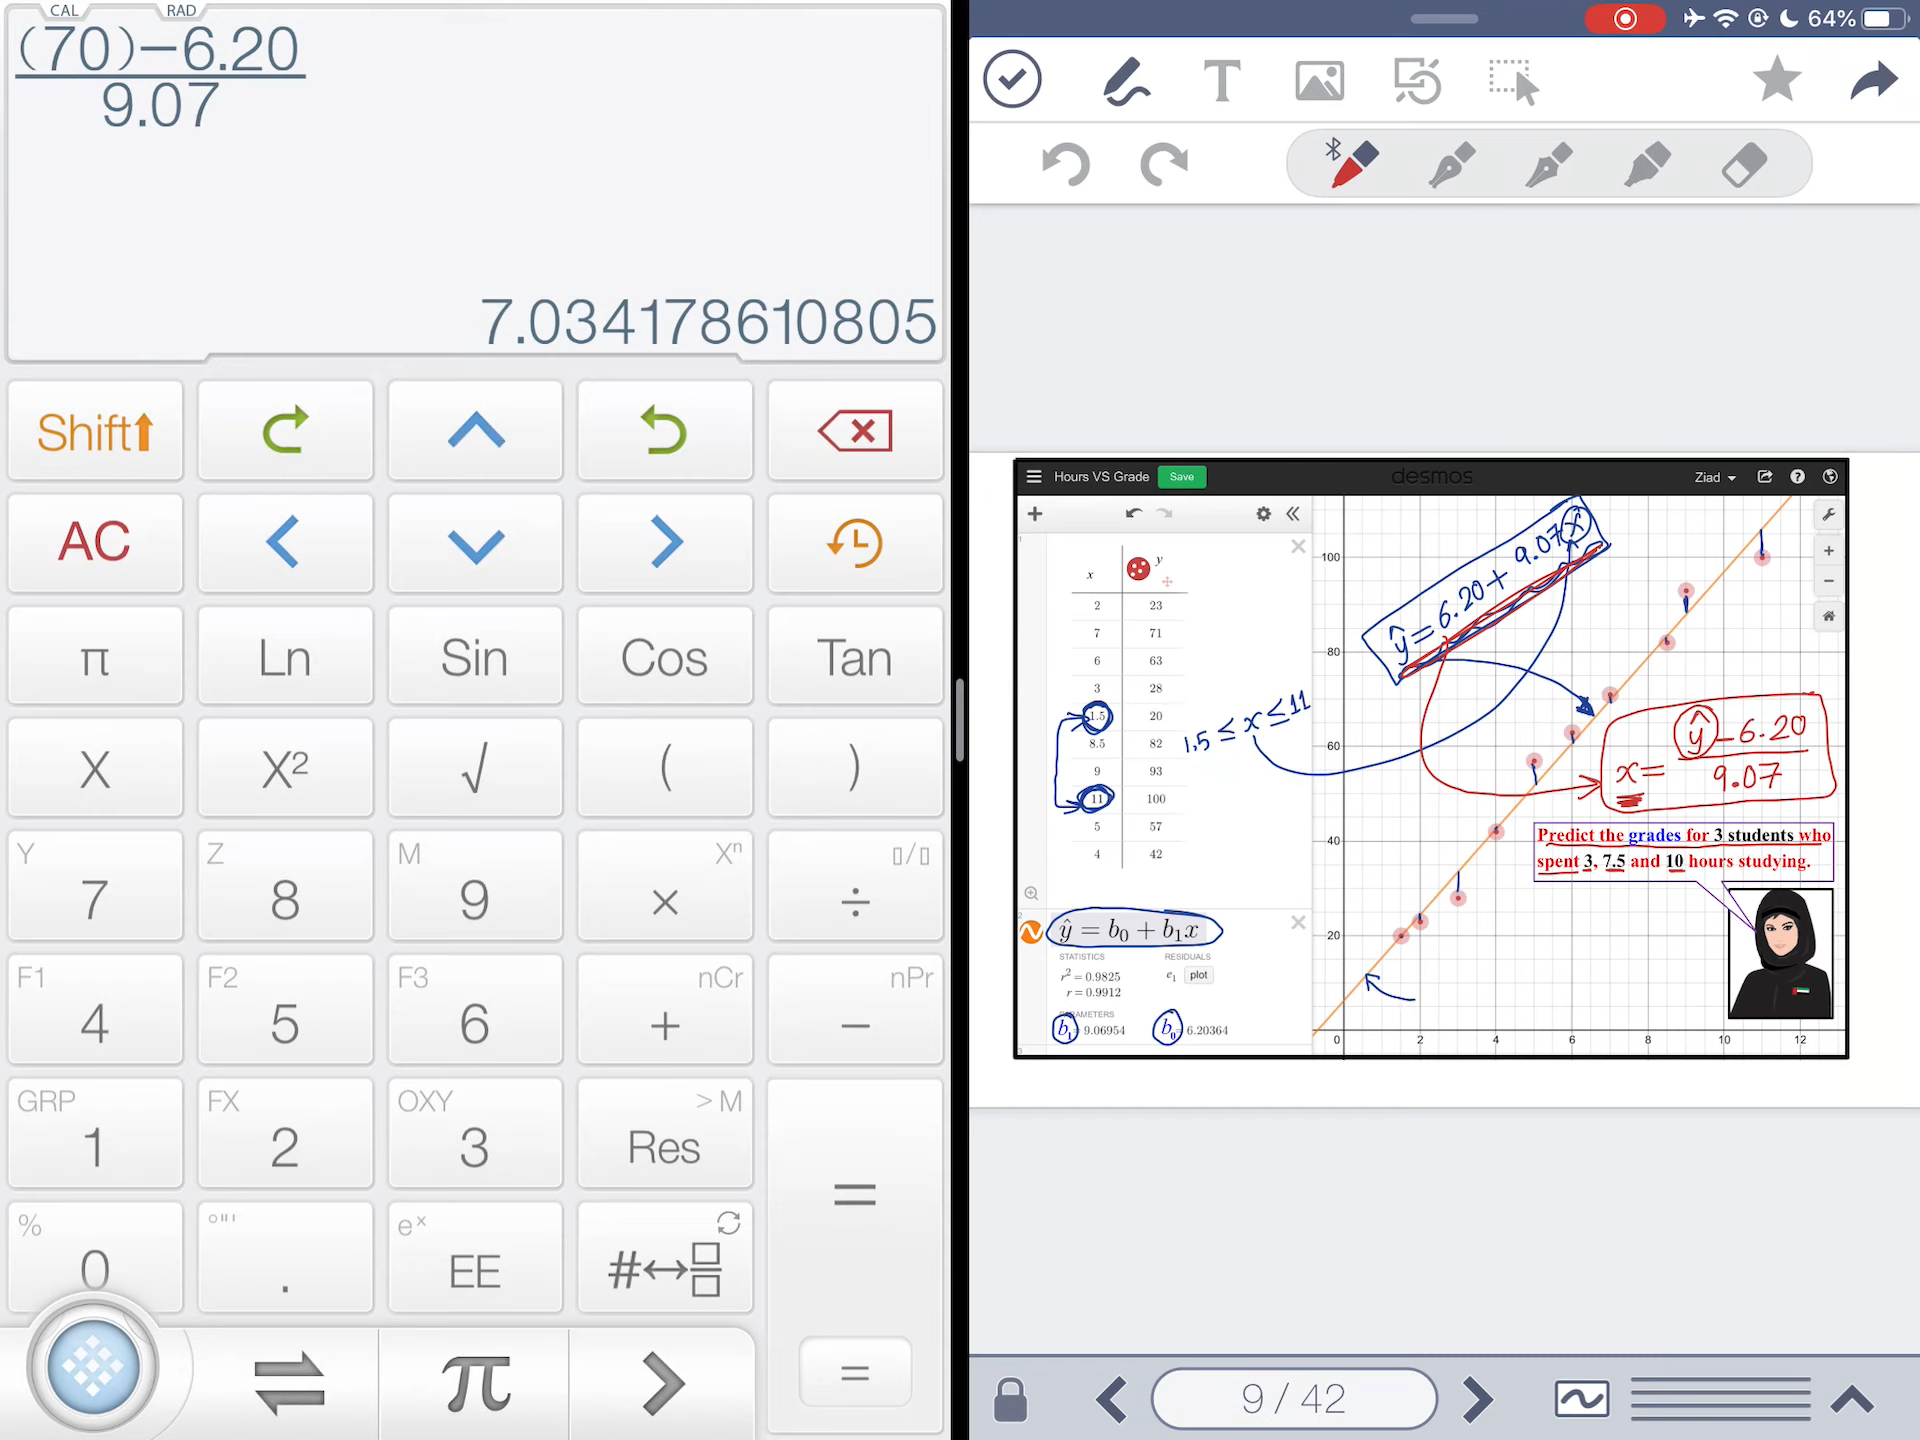 CAL RAD
(70)−6.20
9.07
7.034178610805
Shift
AC
π Ln Sin Cos Tan
X X² √ ( )
Y Z M Xⁿ ▯/▯
7 8 9 × ÷
F1 F2 F3 nCr nPr
4 5 6 + −
GRP FX OXY > M
1 2 3 Res =
% °''' eˣ
0 . EE #↔
π > =
64%
T
Hours VS Grade Save desmos Ziad
x y
2 23
7 71
6 63
3 28
1.5 20
8.5 82
9 93
11 100
5 57
4 42
1.5 ≤ x ≤ 11
ŷ = 6.20 + 9.07 x
x = ŷ − 6.20
9.07
Predict the grades for 3 students who
spent 3, 7.5 and 10 hours studying.
ŷ = b₀ + b₁x
STATISTICS RESIDUALS
r² = 0.9825 e₁ plot
r = 0.9912
b₁ = 9.06954 b₀ = 6.20364
100
80
60
40
20
0 2 4 6 8 10 12
9 / 42